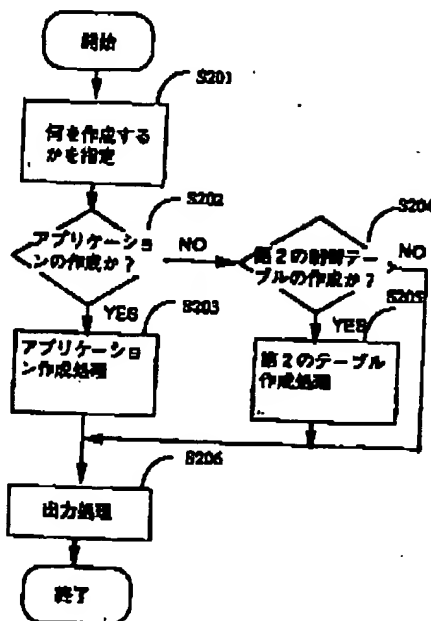 開始
S201
何を作成する
かを指定
S202
アプリケーショ
ンの作成か?
NO
S204
第2の制御テー
ブルの作成か?
NO
YES
S203
アプリケーショ
ン作成処理
YES
S205
第2のテーブル
作成処理
S206
出力処理
終了